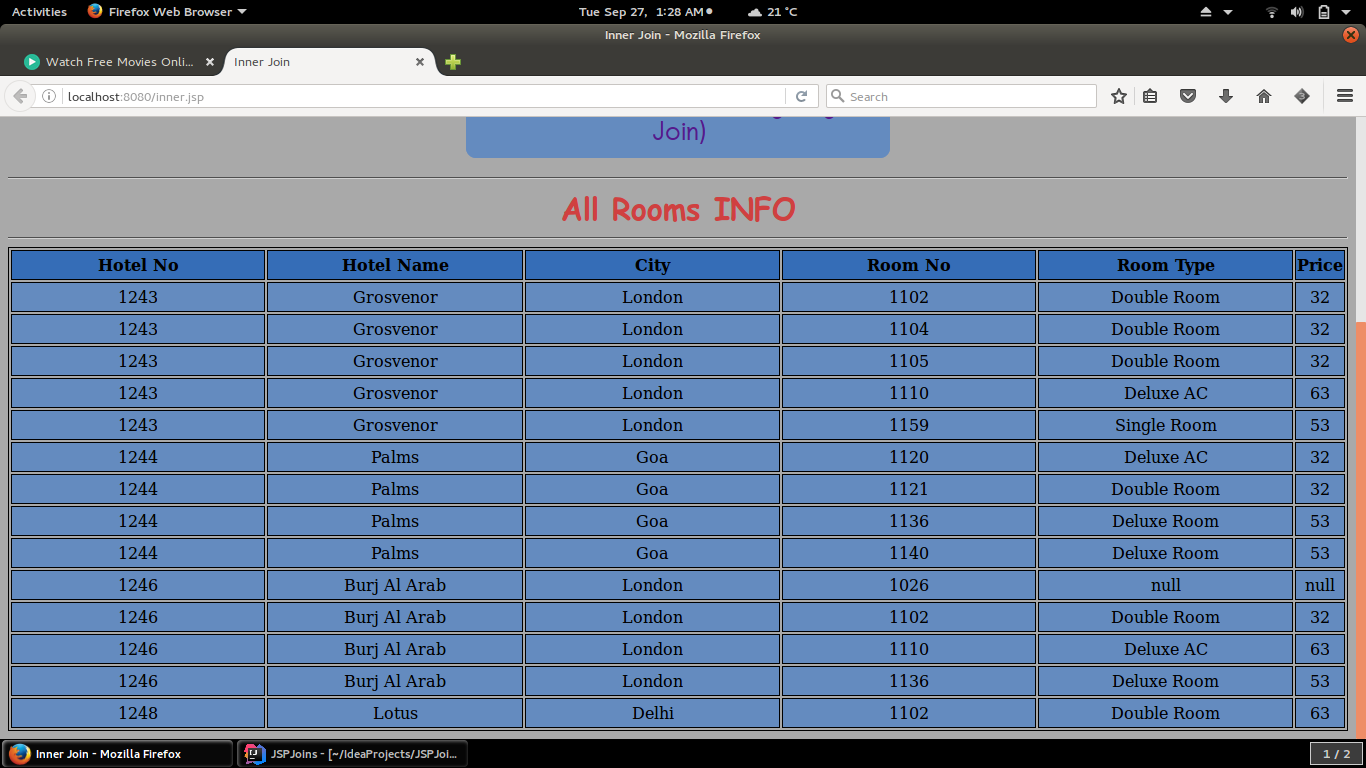 Activities Firefox Web Browser Tue Sep 27, 1:28 AM 21 °C
Inner Join - Mozilla Firefox
Watch Free Movies Onli... Inner Join
localhost:8080/inner.jsp Search
Join)
All Rooms INFO
Hotel No Hotel Name City Room No Room Type Price
1243 Grosvenor London 1102 Double Room 32
1243 Grosvenor London 1104 Double Room 32
1243 Grosvenor London 1105 Double Room 32
1243 Grosvenor London 1110 Deluxe AC 63
1243 Grosvenor London 1159 Single Room 53
1244 Palms Goa 1120 Deluxe AC 32
1244 Palms Goa 1121 Double Room 32
1244 Palms Goa 1136 Deluxe Room 53
1244 Palms Goa 1140 Deluxe Room 53
1246 Burj Al Arab London 1026 null null
1246 Burj Al Arab London 1102 Double Room 32
1246 Burj Al Arab London 1110 Deluxe AC 63
1246 Burj Al Arab London 1136 Deluxe Room 53
1248 Lotus Delhi 1102 Double Room 63
Inner Join - Mozilla Firefox JSPJoins - [~/IdeaProjects/JSPJoi... 1 / 2